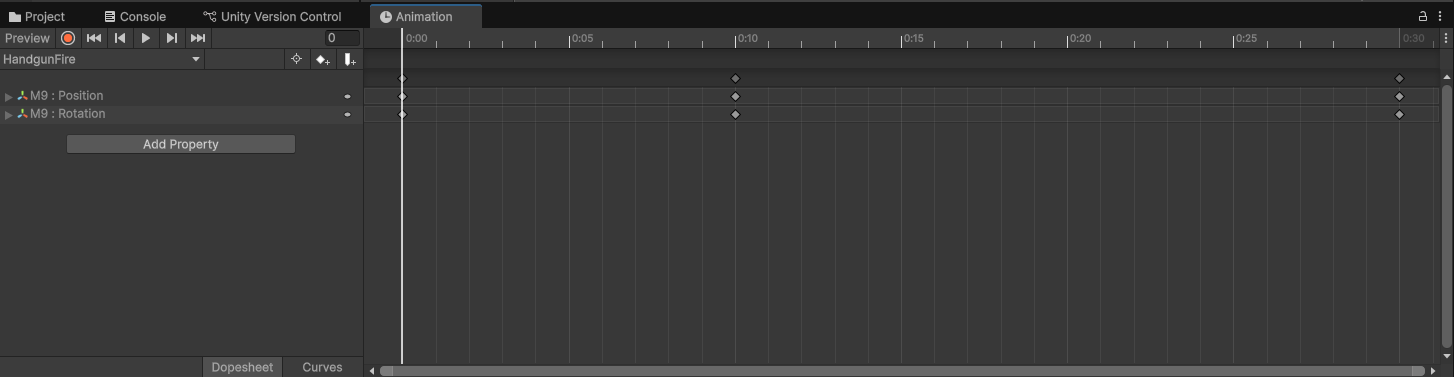 Project Console Unity Version Control Animation
Preview 0 0:00 0:05 0:10 0:15 0:20 0:25 0:30
HandgunFire
M9 : Position
M9 : Rotation
Add Property
Dopesheet Curves